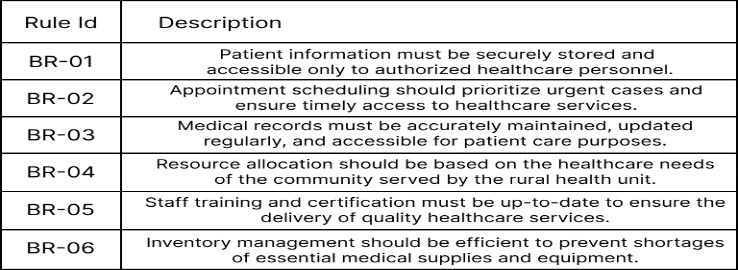 Rule Id Description
BR-01 Patient information must be securely stored and
accessible only to authorized healthcare personnel.
BR-02 Appointment scheduling should prioritize urgent cases and
ensure timely access to healthcare services.
BR-03 Medical records must be accurately maintained, updated
regularly, and accessible for patient care purposes.
BR-04 Resource allocation should be based on the healthcare needs
of the community served by the rural health unit.
BR-05 Staff training and certification must be up-to-date to ensure the
delivery of quality healthcare services.
BR-06 Inventory management should be efficient to prevent shortages
of essential medical supplies and equipment.